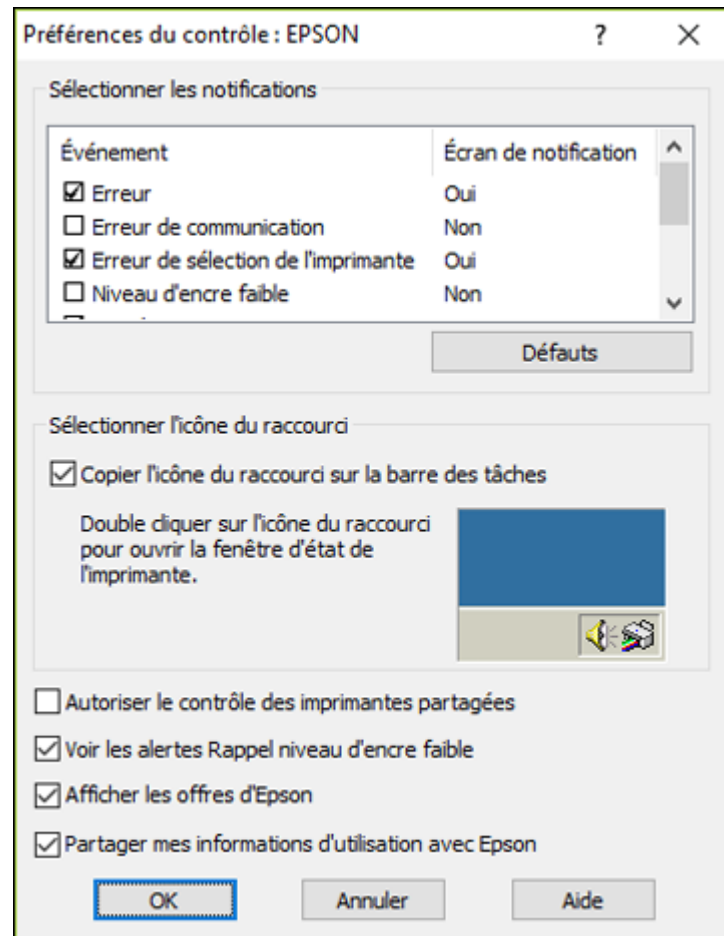 Préférences du contrôle : EPSON ?
Sélectionner les notifications
Événement Écran de notification
Erreur Oui
Erreur de communication Non
Erreur de sélection de l'imprimante Oui
Niveau d'encre faible Non
Défauts
Sélectionner l'icône du raccourci
Copier l'icône du raccourci sur la barre des tâches
Double cliquer sur l'icône du raccourci
pour ouvrir la fenêtre d'état de
l'imprimante.
Autoriser le contrôle des imprimantes partagées
Voir les alertes Rappel niveau d'encre faible
Afficher les offres d'Epson
Partager mes informations d'utilisation avec Epson
OK Annuler Aide